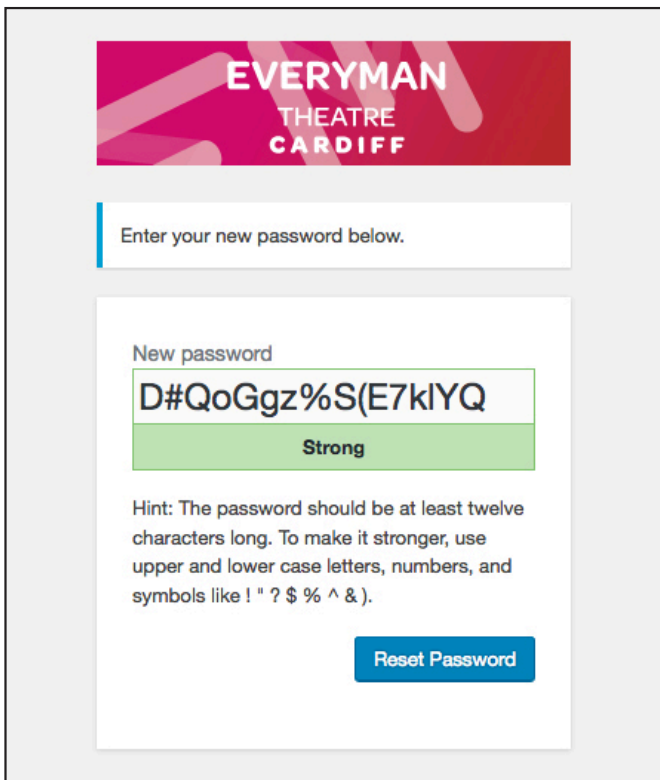 EVERYMAN
THEATRE
CARDIFF
Enter your new password below.
New password
D#QoGgz%S(E7klYQ
Strong
Hint: The password should be at least twelve
characters long. To make it stronger, use
upper and lower case letters, numbers, and
symbols like ! " ? $ % ^ & ).
Reset Password